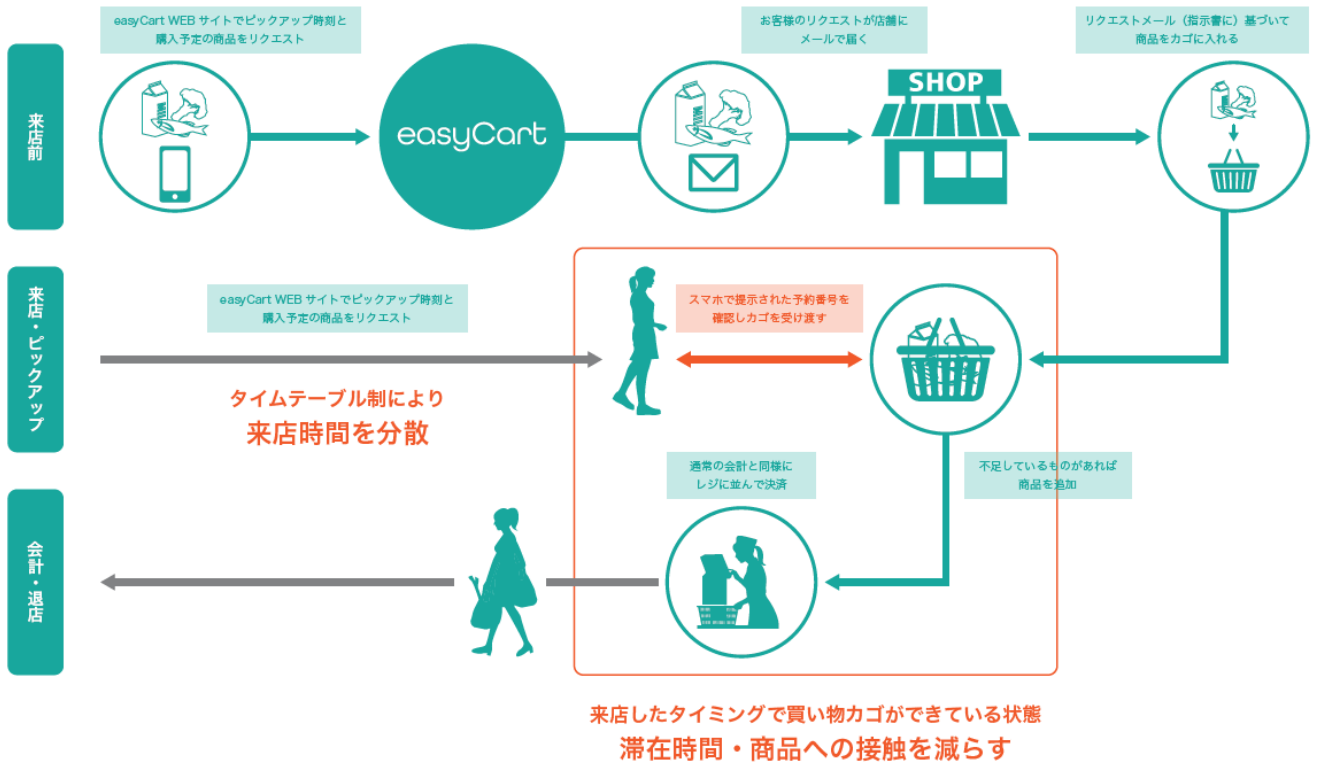 easyCart WEB サイトでピックアップ時刻と
購入予定の商品をリクエスト
お客様のリクエストが店舗に
メールで届く
リクエストメール（指示書に）基づいて
商品をカゴに入れる
来店前
MILK
easyCart
MILK
SHOP
来店・ピックアップ
easyCart WEB サイトでピックアップ時刻と
購入予定の商品をリクエスト
スマホで提示された予約番号を
確認しカゴを受け渡す
タイムテーブル制により
来店時間を分散
通常の会計と同様に
レジに並んで決済
不足しているものがあれば
商品を追加
会計・退店
来店したタイミングで買い物カゴができている状態
滞在時間・商品への接触を減らす